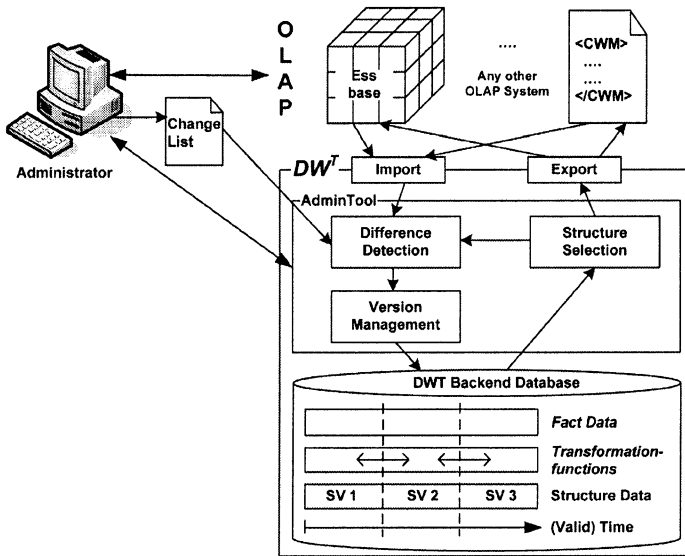 O
L
A
P
Ess
base
....
Any other
OLAP System
<CWM>
....
....
</CWM>
Administrator
Change
List
DW^T
Import
Export
AdminTool
Difference
Detection
Structure
Selection
Version
Management
DWT Backend Database
Fact Data
Transformation-
functions
SV 1 SV 2 SV 3 Structure Data
(Valid) Time